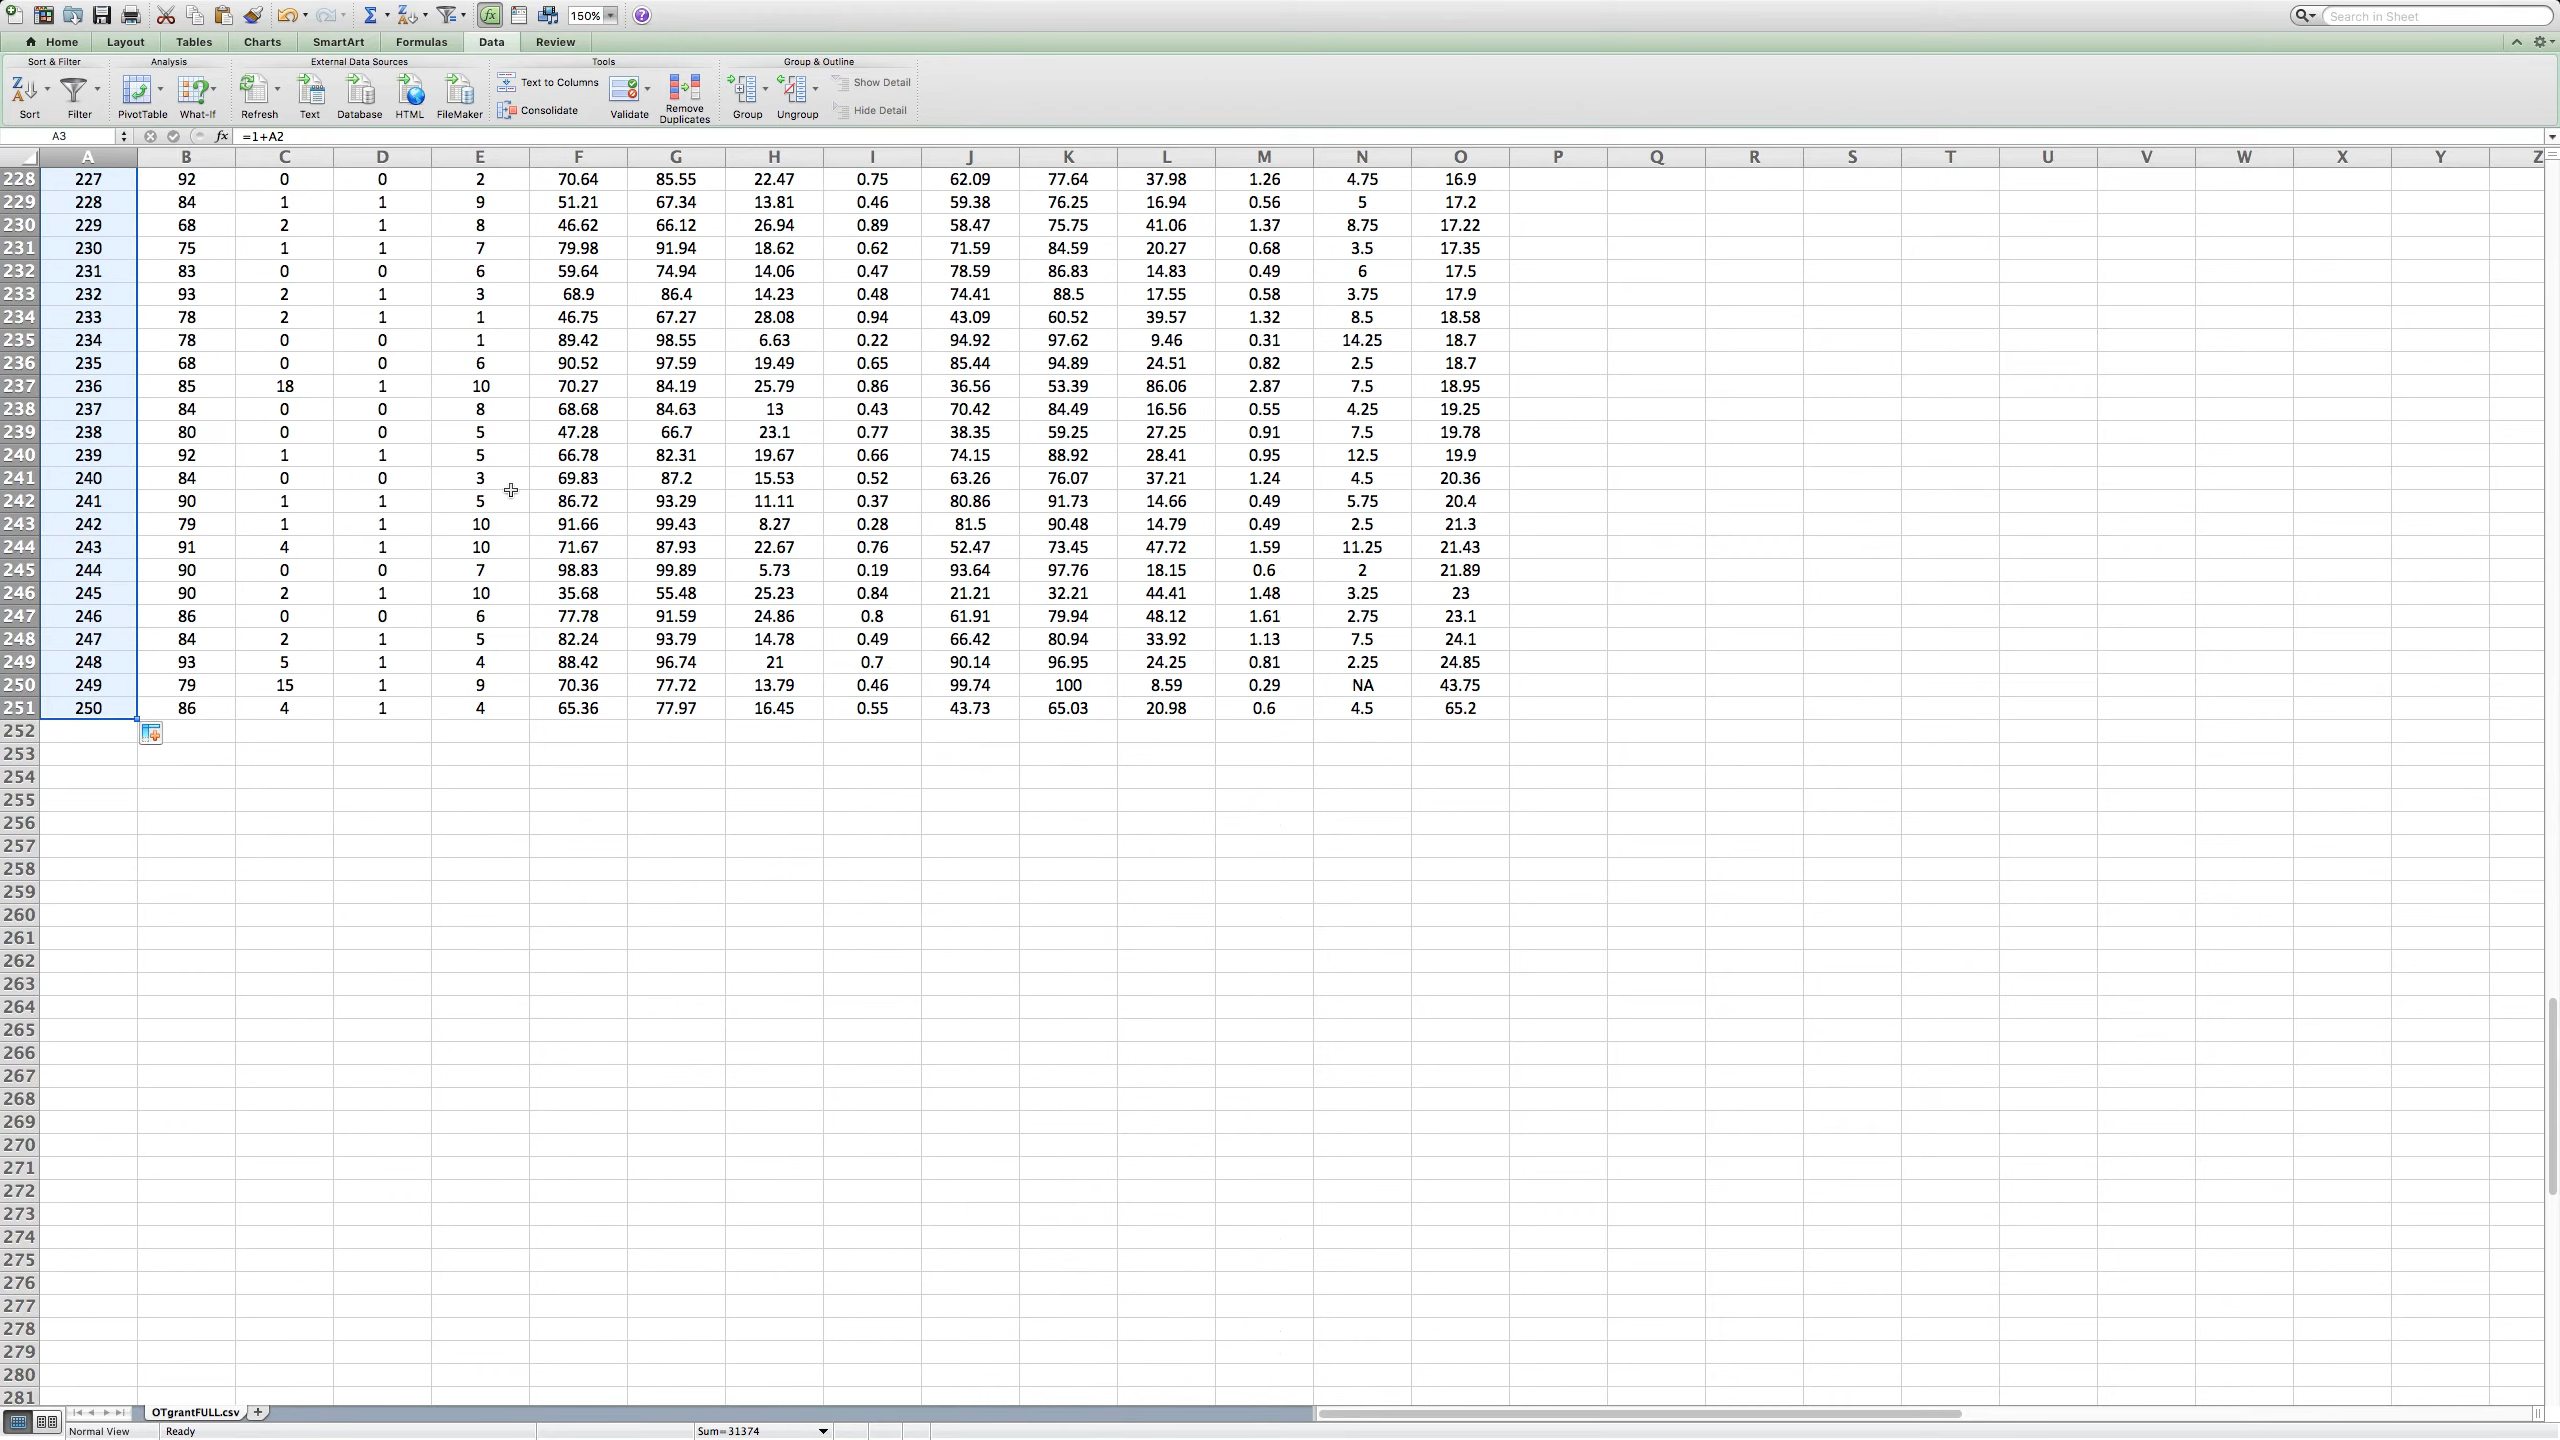 150% Search in Sheet
Home Layout Tables Charts SmartArt Formulas Data Review
Sort & Filter Analysis External Data Sources Tools Group & Outline
Text to Columns Show Detail
Consolidate Hide Detail
Sort Filter PivotTable What-If Refresh Text Database HTML FileMaker Validate Remove Duplicates Group Ungroup
A3 fx =1+A2
A B C D E F G H I J K L M N O P Q R S T U V W X Y Z
228 227 92 0 0 2 70.64 85.55 22.47 0.75 62.09 77.64 37.98 1.26 4.75 16.9
229 228 84 1 1 9 51.21 67.34 13.81 0.46 59.38 76.25 16.94 0.56 5 17.2
230 229 68 2 1 8 46.62 66.12 26.94 0.89 58.47 75.75 41.06 1.37 8.75 17.22
231 230 75 1 1 7 79.98 91.94 18.62 0.62 71.59 84.59 20.27 0.68 3.5 17.35
232 231 83 0 0 6 59.64 74.94 14.06 0.47 78.59 86.83 14.83 0.49 6 17.5
233 232 93 2 1 3 68.9 86.4 14.23 0.48 74.41 88.5 17.55 0.58 3.75 17.9
234 233 78 2 1 1 46.75 67.27 28.08 0.94 43.09 60.52 39.57 1.32 8.5 18.58
235 234 78 0 0 1 89.42 98.55 6.63 0.22 94.92 97.62 9.46 0.31 14.25 18.7
236 235 68 0 0 6 90.52 97.59 19.49 0.65 85.44 94.89 24.51 0.82 2.5 18.7
237 236 85 18 1 10 70.27 84.19 25.79 0.86 36.56 53.39 86.06 2.87 7.5 18.95
238 237 84 0 0 8 68.68 84.63 13 0.43 70.42 84.49 16.56 0.55 4.25 19.25
239 238 80 0 0 5 47.28 66.7 23.1 0.77 38.35 59.25 27.25 0.91 7.5 19.78
240 239 92 1 1 5 66.78 82.31 19.67 0.66 74.15 88.92 28.41 0.95 12.5 19.9
241 240 84 0 0 3 69.83 87.2 15.53 0.52 63.26 76.07 37.21 1.24 4.5 20.36
242 241 90 1 1 5 86.72 93.29 11.11 0.37 80.86 91.73 14.66 0.49 5.75 20.4
243 242 79 1 1 10 91.66 99.43 8.27 0.28 81.5 90.48 14.79 0.49 2.5 21.3
244 243 91 4 1 10 71.67 87.93 22.67 0.76 52.47 73.45 47.72 1.59 11.25 21.43
245 244 90 0 0 7 98.83 99.89 5.73 0.19 93.64 97.76 18.15 0.6 2 21.89
246 245 90 2 1 10 35.68 55.48 25.23 0.84 21.21 32.21 44.41 1.48 3.25 23
247 246 86 0 0 6 77.78 91.59 24.86 0.8 61.91 79.94 48.12 1.61 2.75 23.1
248 247 84 2 1 5 82.24 93.79 14.78 0.49 66.42 80.94 33.92 1.13 7.5 24.1
249 248 93 5 1 4 88.42 96.74 21 0.7 90.14 96.95 24.25 0.81 2.25 24.85
250 249 79 15 1 9 70.36 77.72 13.79 0.46 99.74 100 8.59 0.29 NA 43.75
251 250 86 4 1 4 65.36 77.97 16.45 0.55 43.73 65.03 20.98 0.6 4.5 65.2
252
253
254
255
256
257
258
259
260
261
262
263
264
265
266
267
268
269
270
271
272
273
274
275
276
277
278
279
280
281
OTgrantFULL.csv
Normal View Ready Sum=31374